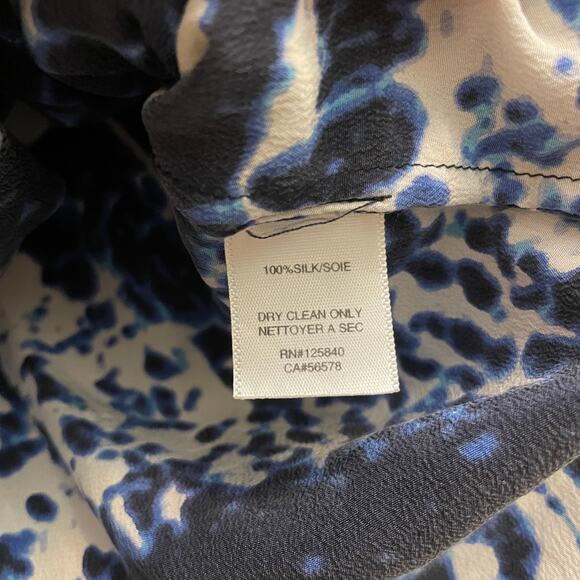 100%SILK/SOIE
DRY CLEAN ONLY
NETTOYER A SEC
RN#125840
CA#56578